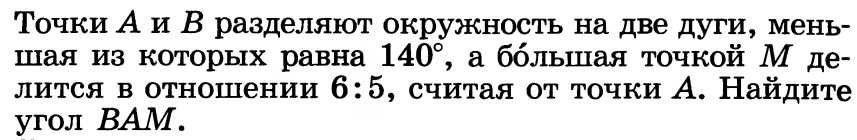 Точки A и B разделяют окружность на две дуги, мень-
шая из которых равна 140°, а бо́льшая точкой M де-
лится в отношении 6 : 5, считая от точки A. Найдите
угол BAM.